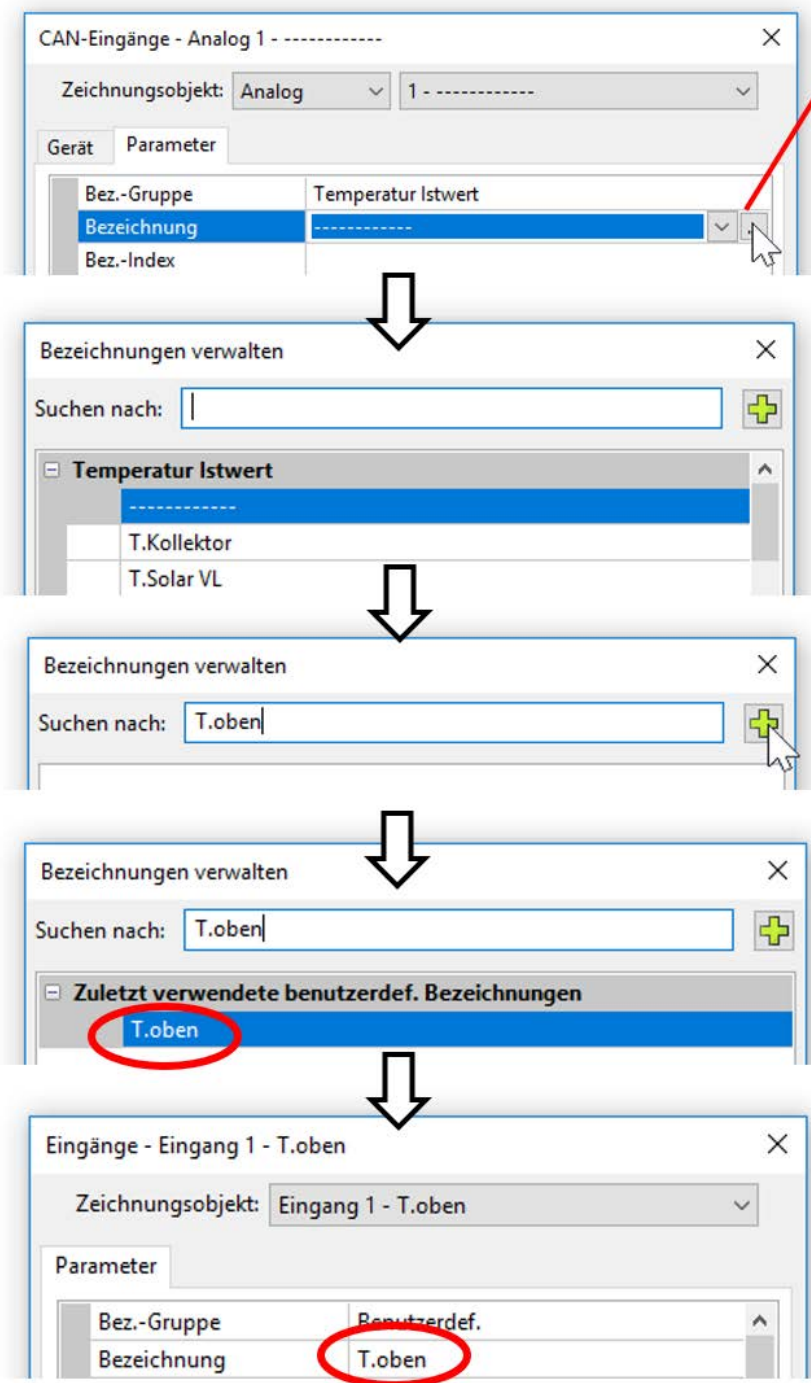 CAN-Eingänge - Analog 1 - ------------
Zeichnungsobjekt: Analog 1 - ------------
Gerät Parameter
Bez.-Gruppe Temperatur Istwert
Bezeichnung ------------
Bez.-Index
Bezeichnungen verwalten
Suchen nach:
Temperatur Istwert
------------
T.Kollektor
T.Solar VL
Bezeichnungen verwalten
Suchen nach: T.oben
Bezeichnungen verwalten
Suchen nach: T.oben
Zuletzt verwendete benutzerdef. Bezeichnungen
T.oben
Eingänge - Eingang 1 - T.oben
Zeichnungsobjekt: Eingang 1 - T.oben
Parameter
Bez.-Gruppe Benutzerdef.
Bezeichnung T.oben